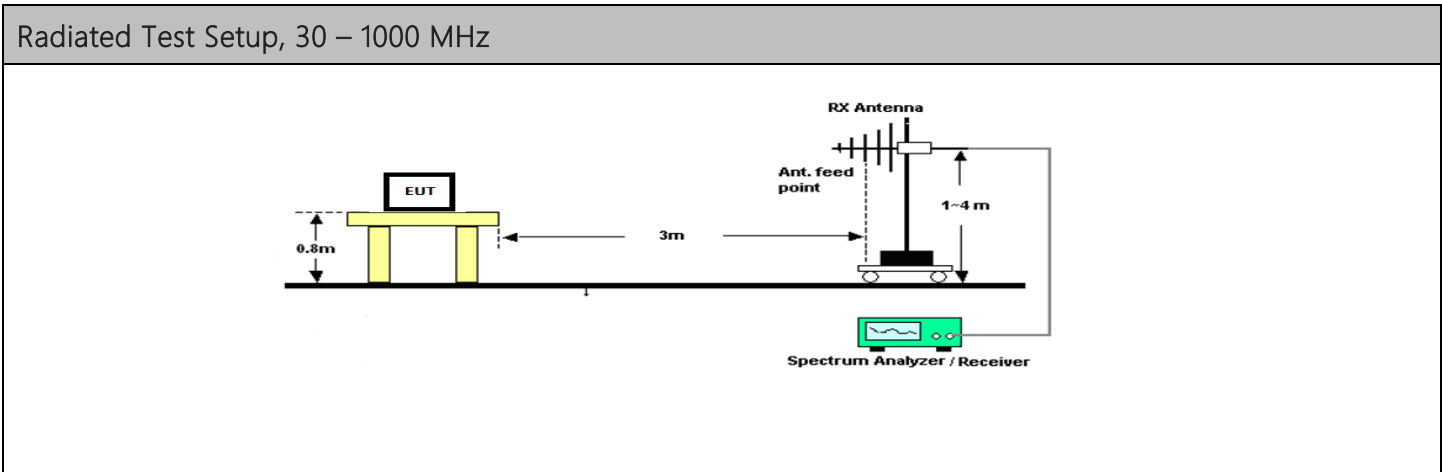 Radiated Test Setup, 30 – 1000 MHz
RX Antenna
Ant. feed
point
EUT
1~4 m
3m
0.8m
Spectrum Analyzer / Receiver